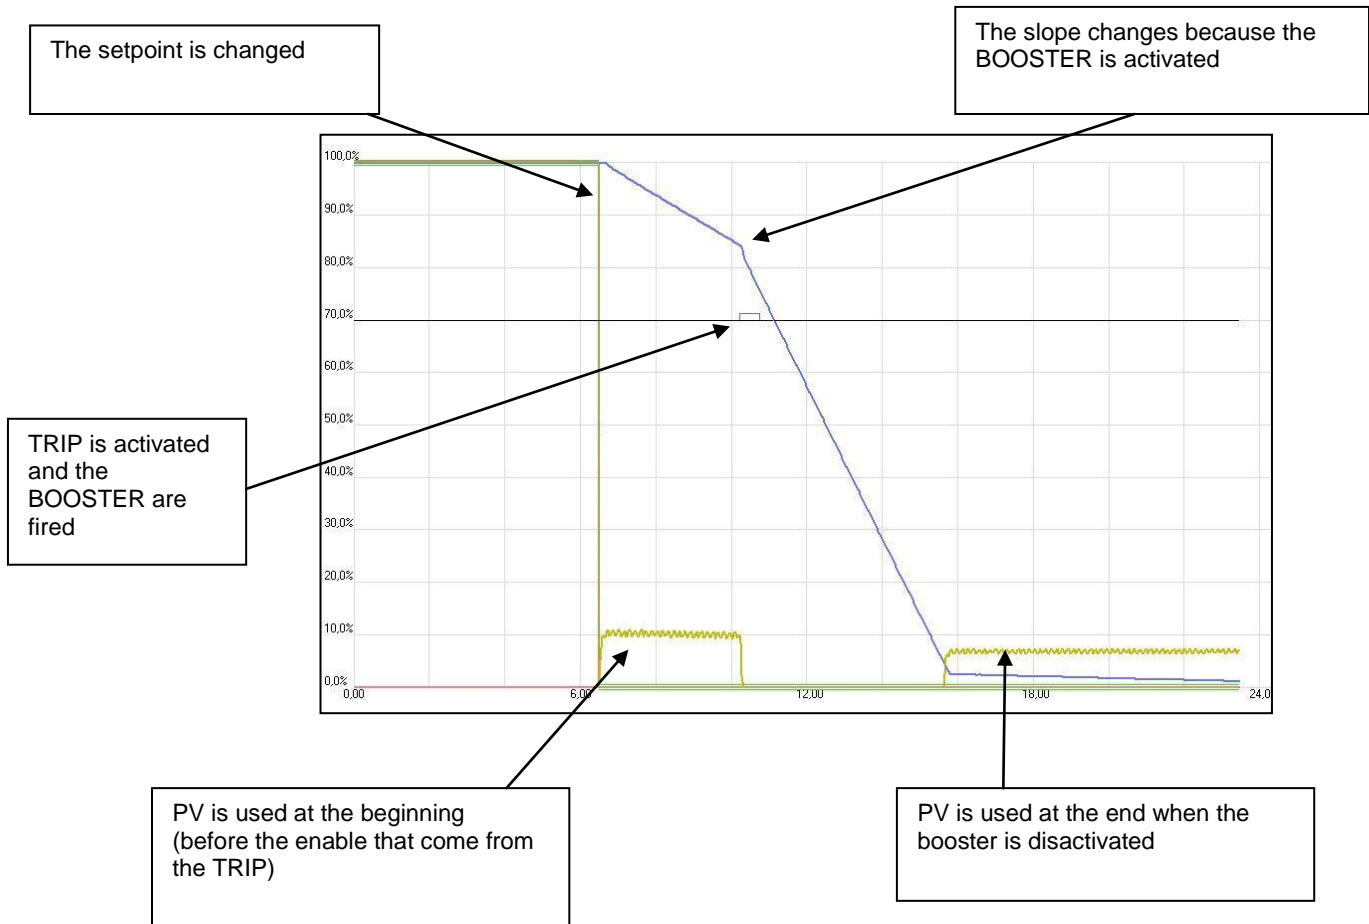 The setpoint is changed
The slope changes because the
BOOSTER is activated
100,0%
90,0%
80,0%
70,0%
60,0%
50,0%
40,0%
30,0%
20,0%
10,0%
0,0%
0,00
6,00
12,00
18,00
24,0
TRIP is activated
and the
BOOSTER are
fired
PV is used at the beginning
(before the enable that come from
the TRIP)
PV is used at the end when the
booster is disactivated